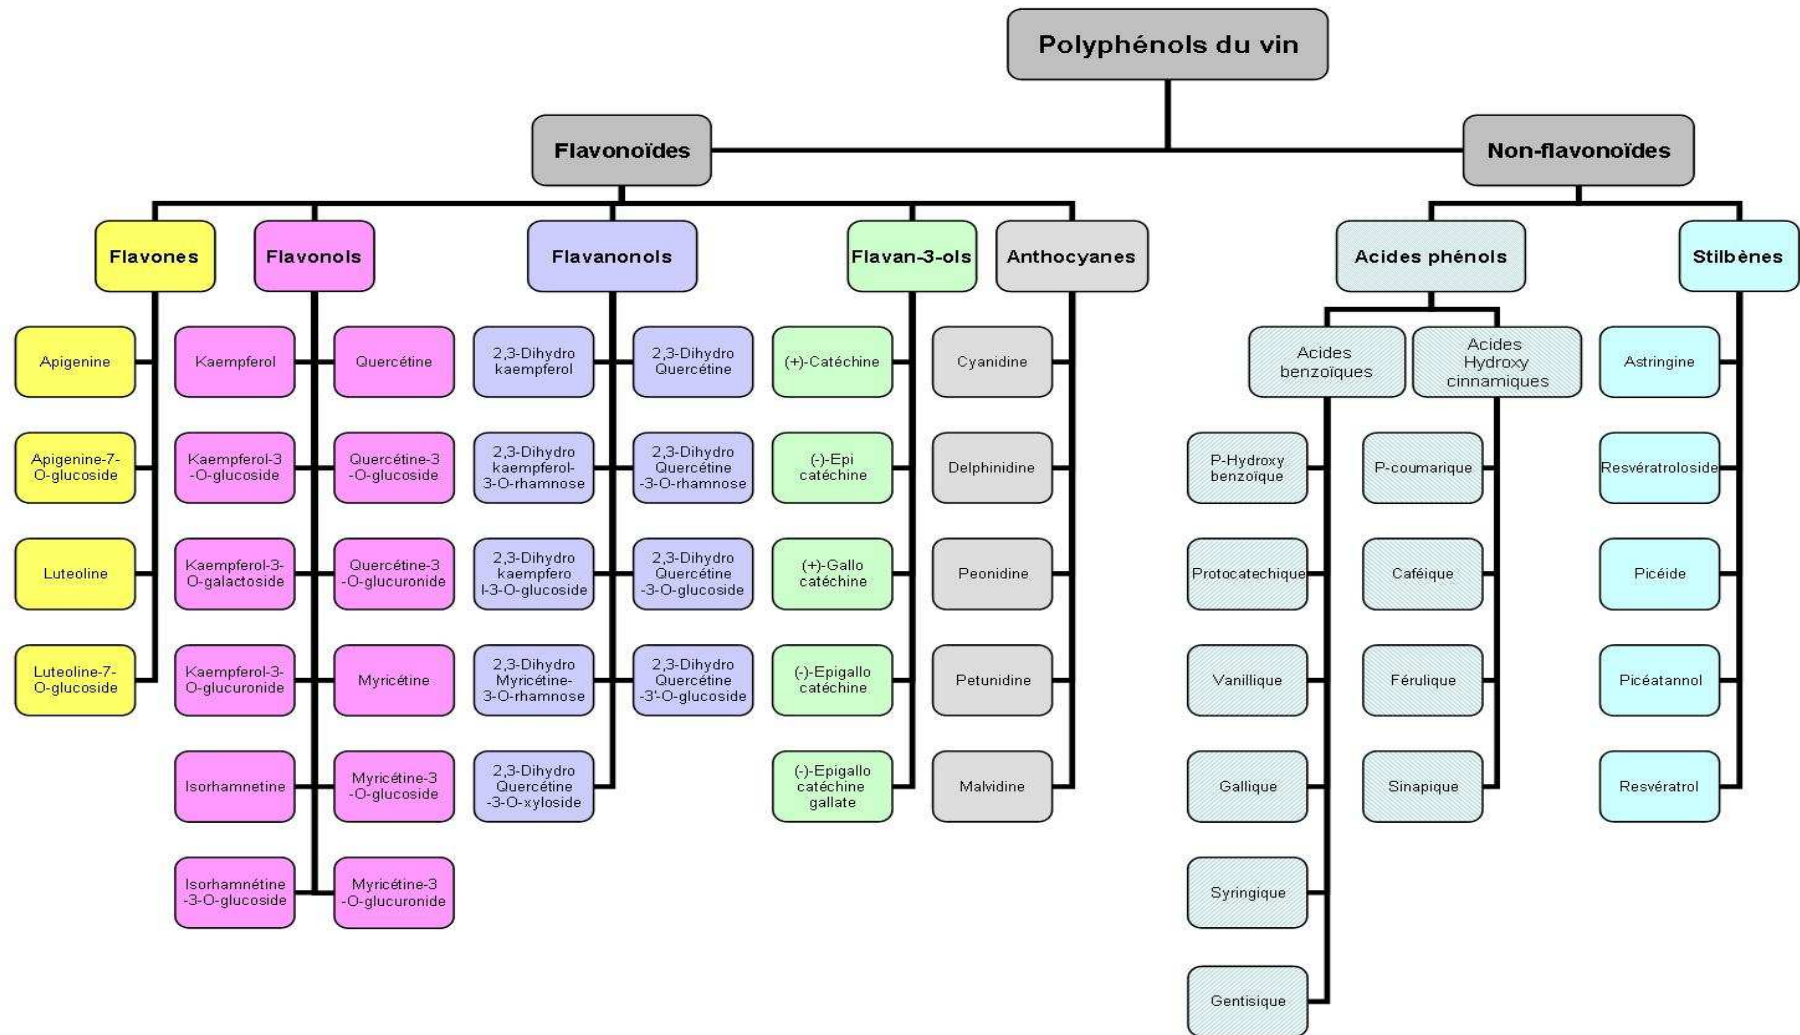 Polyphénols du vin
Flavonoïdes
Non-flavonoïdes
Flavones
Flavonols
Flavanonols
Flavan-3-ols
Anthocyanes
Acides phénols
Stilbènes
Apigenine
Apigenine-7-
O-glucoside
Luteoline
Luteoline-7-
O-glucoside
Kaempferol
Kaempferol-3
-O-glucoside
Kaempferol-3-
O-galactoside
Kaempferol-3-
O-glucuronide
Isorhamnetine
Isorhamnétine
-3-O-glucoside
Quercétine
Quercétine-3
-O-glucoside
Quercétine-3
-O-glucuronide
Myricétine
Myricétine-3
-O-glucoside
Myricétine-3
-O-glucuronide
2,3-Dihydro
kaempferol
2,3-Dihydro
kaempferol-
3-O-rhamnose
2,3-Dihydro
kaempfero
l-3-O-glucoside
2,3-Dihydro
Myricétine-
3-O-rhamnose
2,3-Dihydro
Quercétine
-3-O-xyloside
2,3-Dihydro
Quercétine
2,3-Dihydro
Quercétine
-3-O-rhamnose
2,3-Dihydro
Quercétine
-3-O-glucoside
2,3-Dihydro
Quercétine
-3'-O-glucoside
(+)-Catéchine
(-)-Epi
catéchine
(+)-Gallo
catéchine
(-)-Epigallo
catéchine
(-)-Epigallo
catéchine
gallate
Cyanidine
Delphinidine
Peonidine
Petunidine
Malvidine
Acides
benzoïques
P-Hydroxy
benzoïque
Protocatechique
Vanillique
Gallique
Syringique
Gentisique
Acides
Hydroxy
cinnamiques
P-coumarique
Caféique
Férulique
Sinapique
Astringine
Resvératroloside
Picéide
Picéatannol
Resvératrol